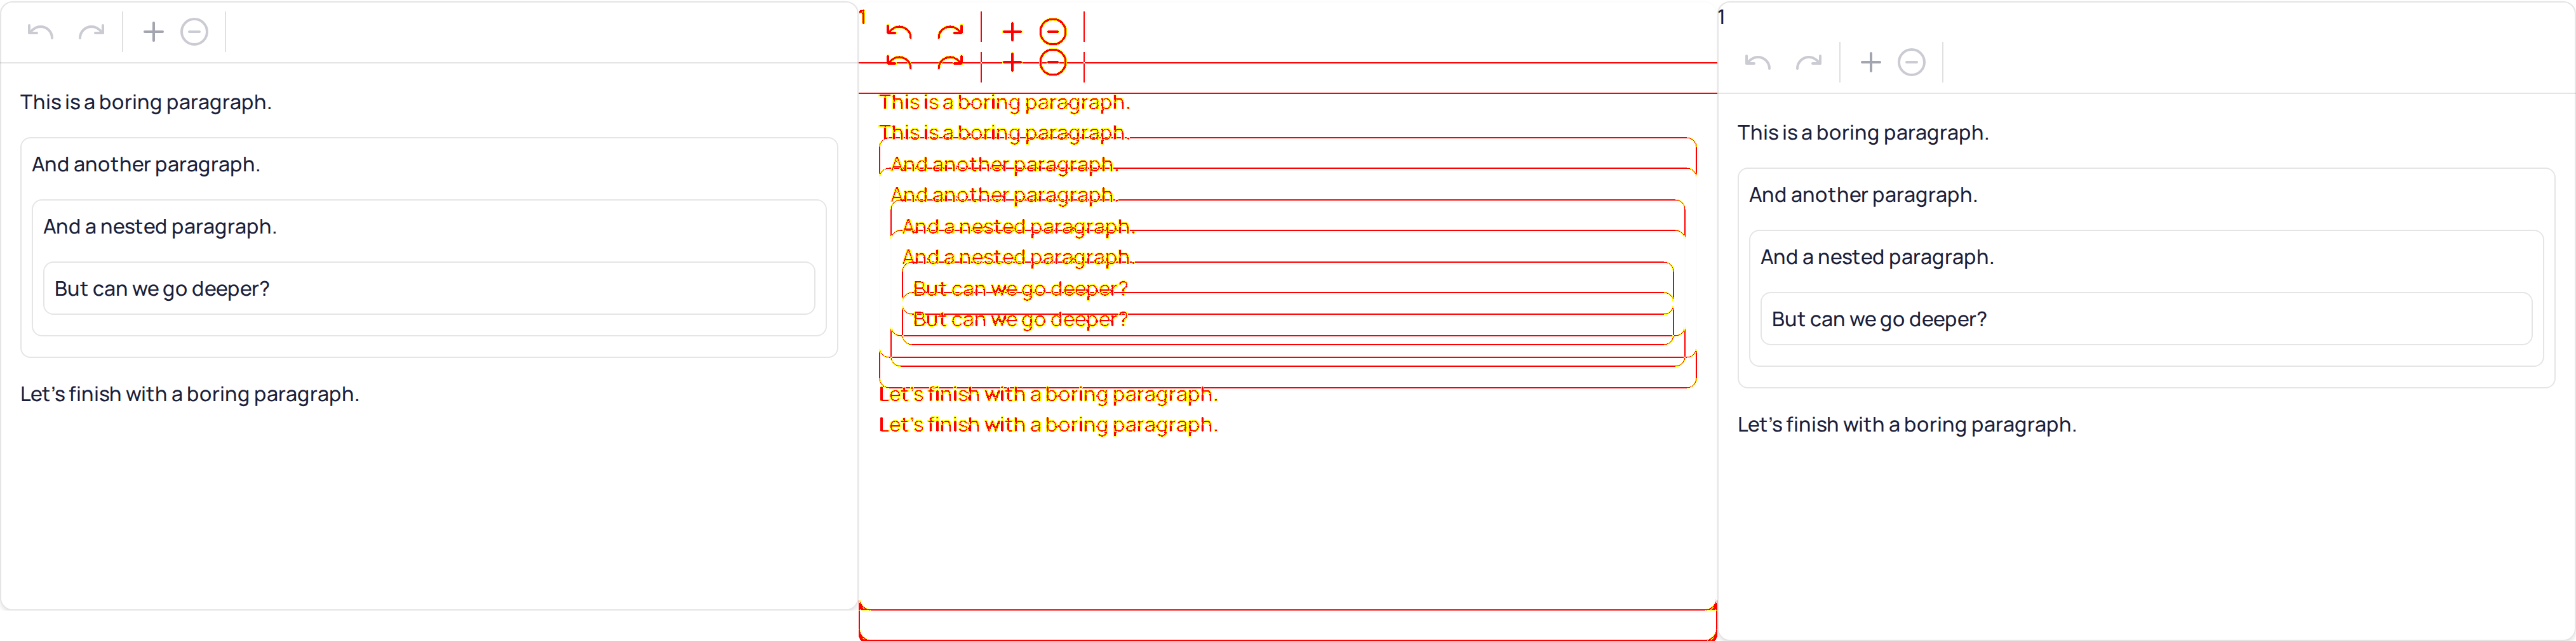 This is a boring paragraph.
And another paragraph.
And a nested paragraph.
But can we go deeper?
Let's finish with a boring paragraph.
1
This is a boring paragraph.
This is a boring paragraph.
And another paragraph.
And another paragraph.
And a nested paragraph.
And a nested paragraph.
But can we go deeper?
But can we go deeper?
Let's finish with a boring paragraph.
Let's finish with a boring paragraph.
1
This is a boring paragraph.
And another paragraph.
And a nested paragraph.
But can we go deeper?
Let's finish with a boring paragraph.